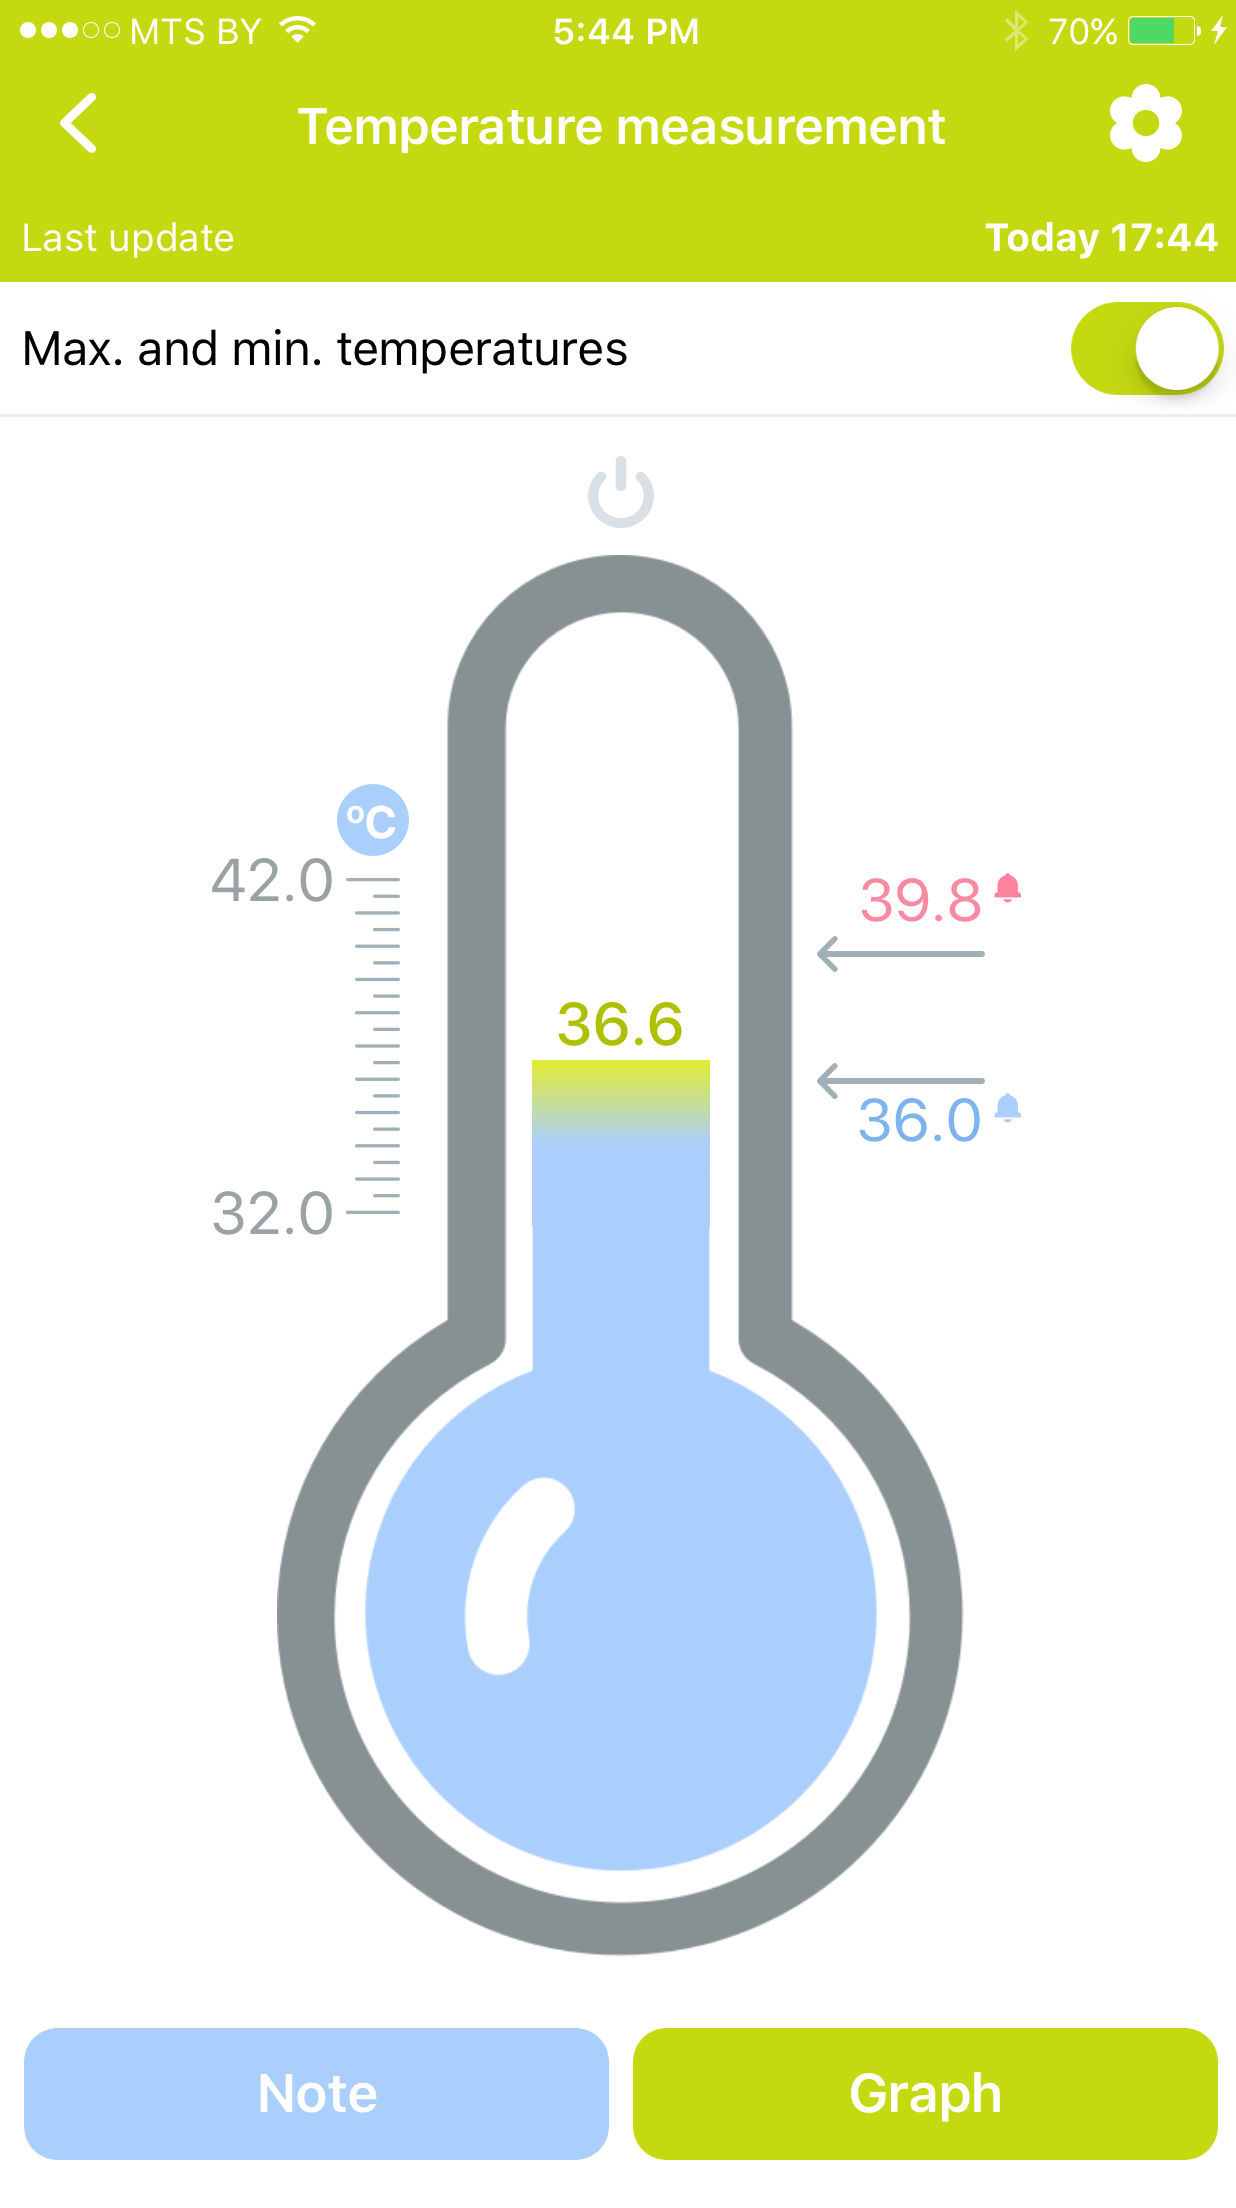 MTS BY 5:44 PM 70%
Temperature measurement
Last update Today 17:44
Max. and min. temperatures
ºC
42.0
39.8
36.6
36.0
32.0
Note Graph